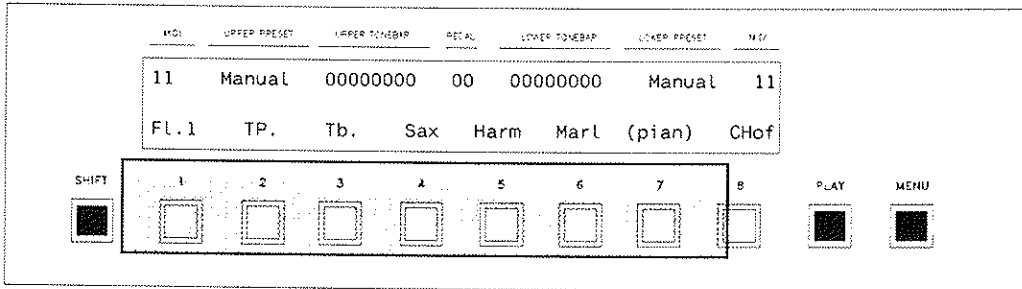 UPPER PRESET UPPER TONEBAR LOWER TONEBAR LOWER PRESET
11 Manual 00000000 00 00000000 Manual 11
Fl.1 TP. Tb. Sax Harm Marl (pian) CHof
SHIFT 1 2 3 4 5 6 7 8 PLAY MENU